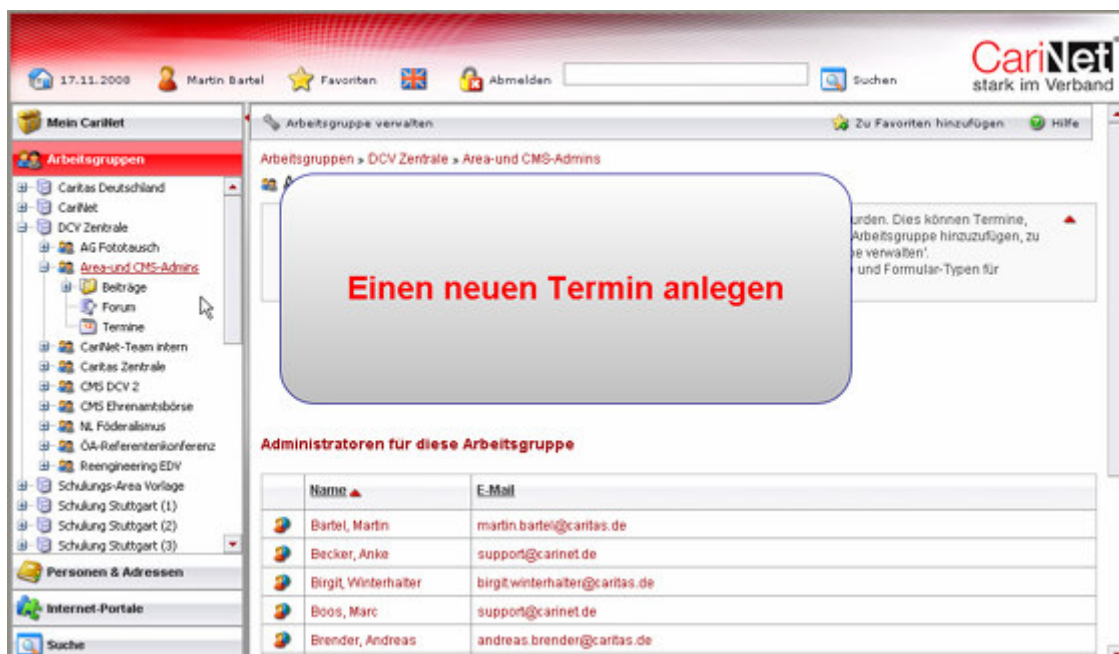 CariNet
stark im Verband
17.11.2008 Martin Bartel Favoriten Abmelden Suchen
Mein CariNet
Arbeitsgruppe verwalten Zu Favoriten hinzufügen Hilfe
Arbeitsgruppen
Arbeitsgruppen » DCV Zentrale » Area-und CMS-Admins
Caritas Deutschland
CariNet
DCV Zentrale
AG Fototausch
Area-und CMS-Admins
Beiträge
Forum
Termine
CariNet-Team intern
Caritas Zentrale
CMS DCV 2
CMS Ehrenamtsbörse
NL Föderalismus
ÖA-Referentenkonferenz
Reengineering EDV
Schulungs-Area Vorlage
Schulung Stuttgart (1)
Schulung Stuttgart (2)
Schulung Stuttgart (3)
Personen & Adressen
Internet-Portale
Suche
urden. Dies können Termine,
Arbeitsgruppe hinzuzufügen, zu
e verwalten'.
und Formular-Typen für
Einen neuen Termin anlegen
Administratoren für diese Arbeitsgruppe
Name E-Mail
Bartel, Martin martin.bartel@caritas.de
Becker, Anke support@carinet.de
Birgit, Winterhalter birgit.winterhalter@caritas.de
Boos, Marc support@carinet.de
Brender, Andreas andreas.brender@caritas.de